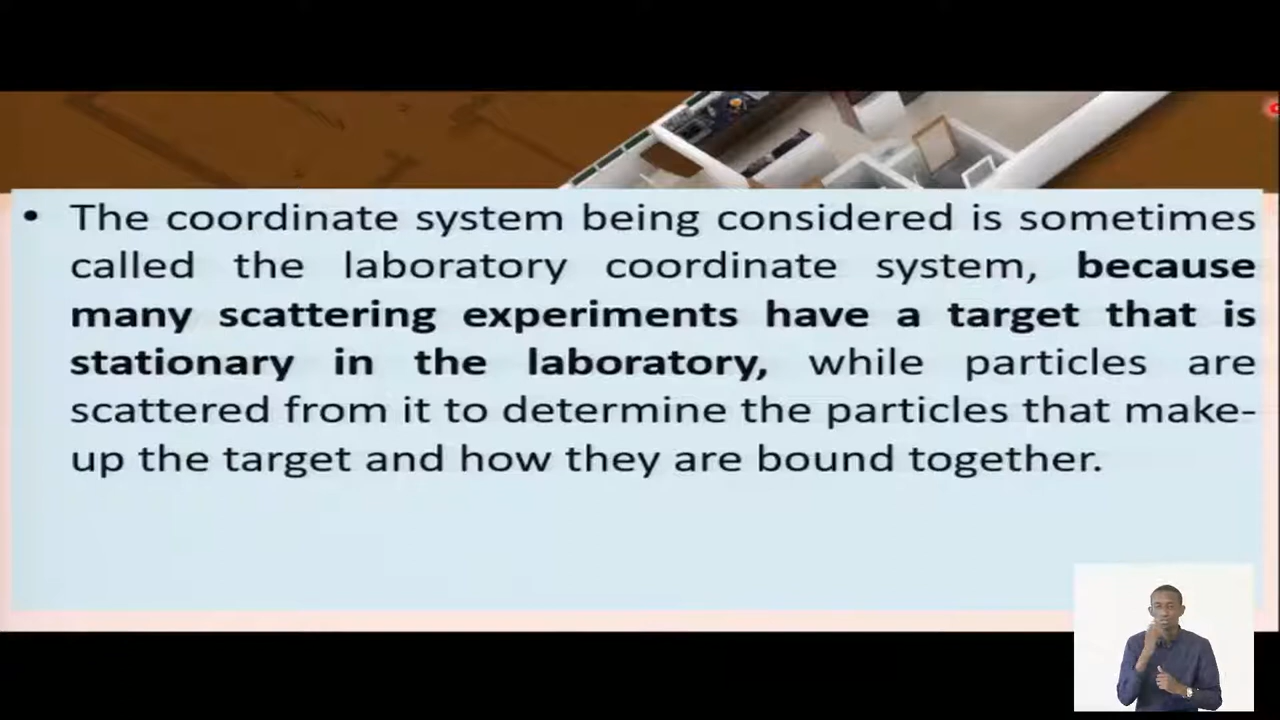 • The coordinate system being considered is sometimes
called the laboratory coordinate system, because
many scattering experiments have a target that is
stationary in the laboratory, while particles are
scattered from it to determine the particles that make-
up the target and how they are bound together.